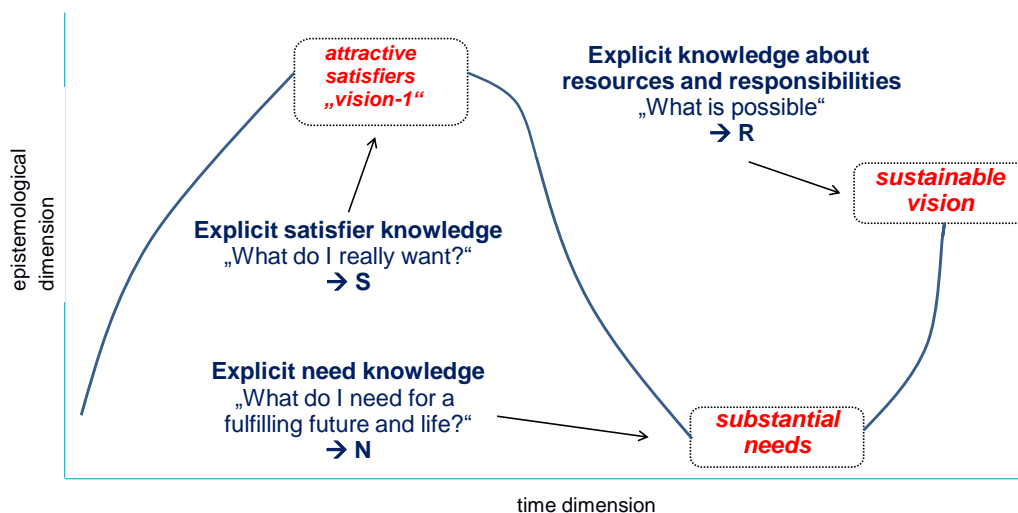 attractive
satisfiers
„vision-1“
Explicit knowledge about
resources and responsibilities
„What is possible“
→ R
sustainable
vision
Explicit satisfier knowledge
„What do I really want?“
→ S
epistemological
dimension
Explicit need knowledge
„What do I need for a
fulfilling future and life?“
→ N
substantial
needs
time dimension